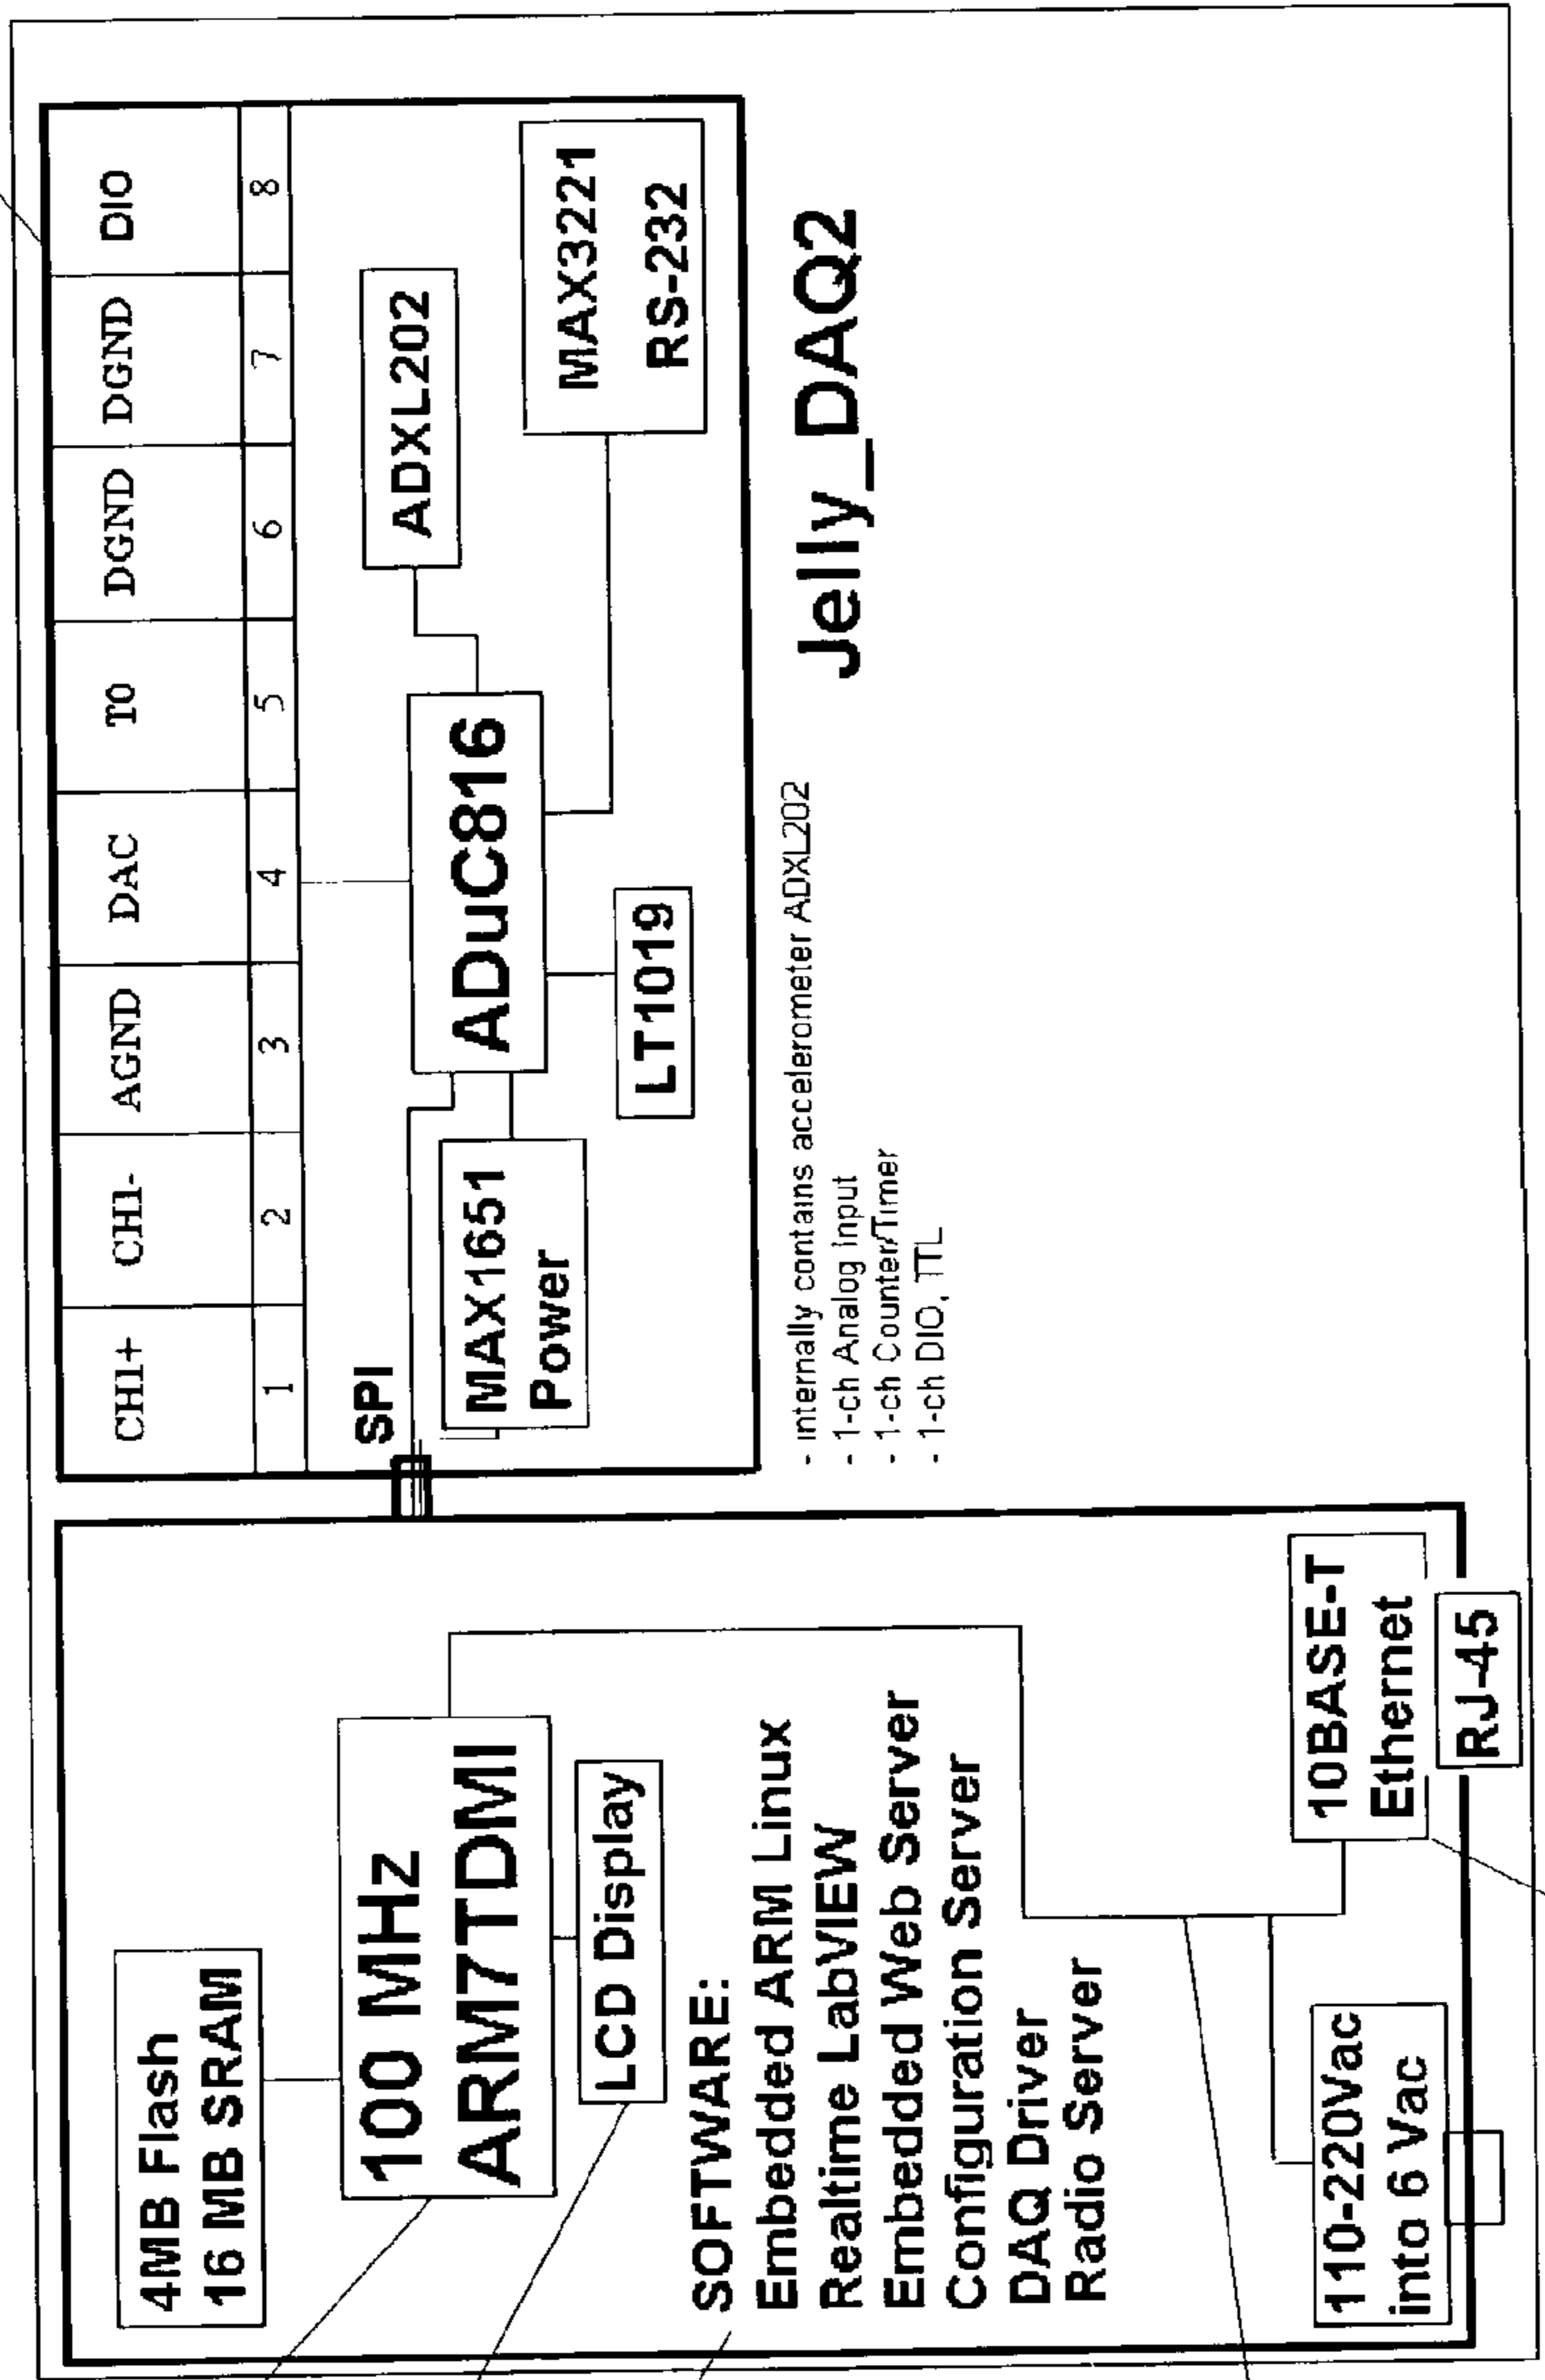 4MB Flash
16 MB SRAM
100 MHz
ARM7TDMI
LCD Display
SOFTWARE:
Embedded ARM Linux
Realtime LabVIEW
Embedded Web Server
Configuration Server
DAQ Driver
Radio Server
110-220Vac
into 6 Vac
10BASE-T
Ethernet
RJ-45
CH1+ CH1- AGND DAC T0 DGND DGND DIO
1 2 3 4 5 6 7 8
SPI
MAX1651
Power
ADuC816
ADXL202
LT1019
MAX3221
RS-232
Jelly_DAQ2
- internally contains accelerometer ADXL202
- 1-ch Analog Input
- 1-ch Counter/Timer
- 1-ch DIO, TTL